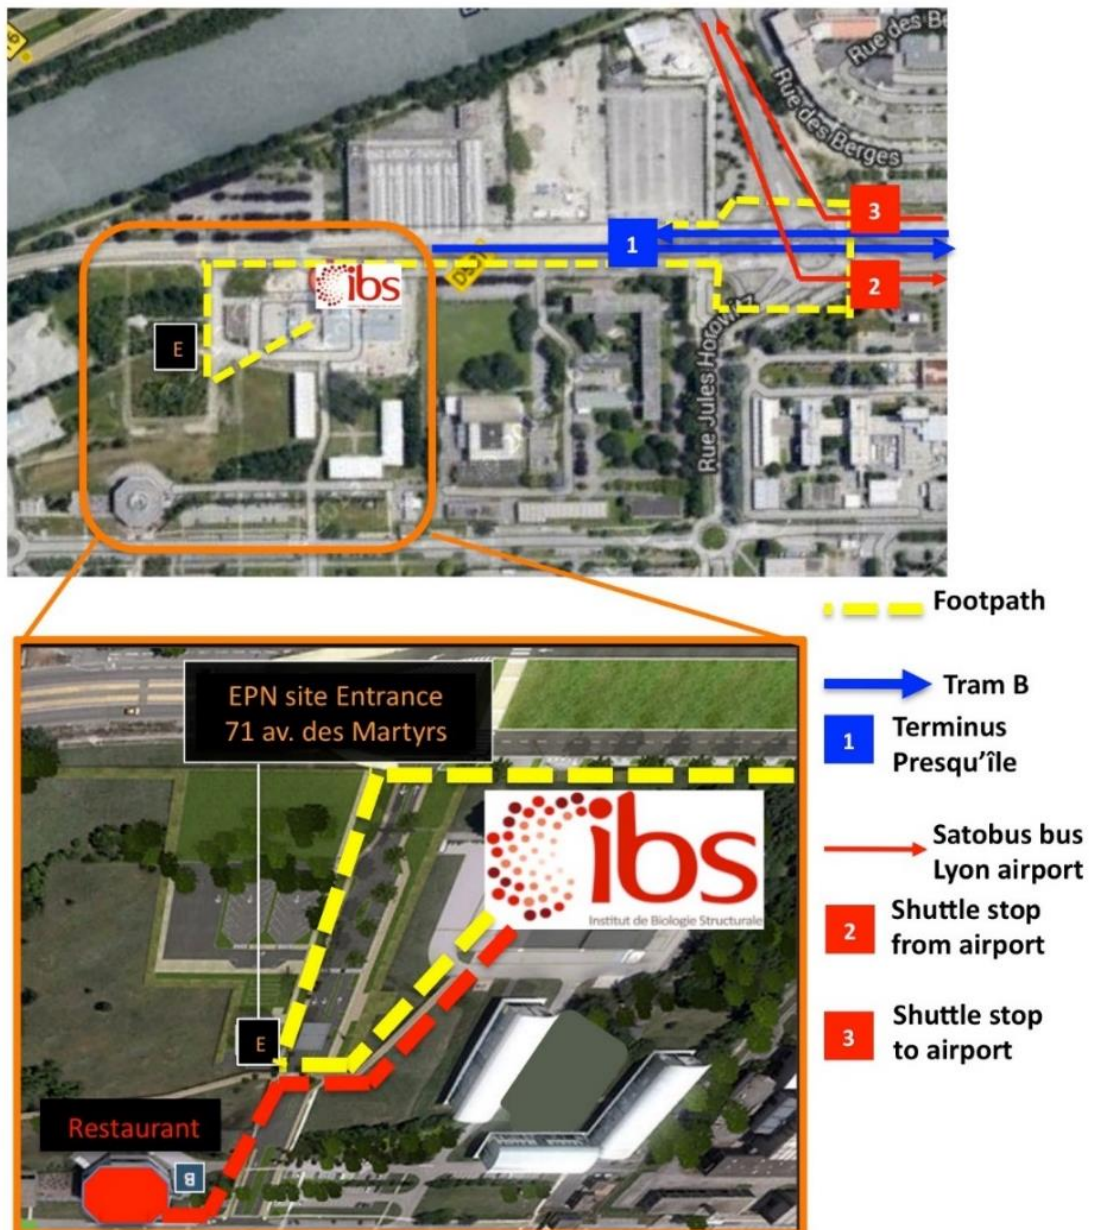 Rue des Be
Rue des Berges
3
1
2
ibs
E
Rue Jules Horowitz
Footpath
Tram B
1
Terminus
Presqu'île
Satobus bus
Lyon airport
2
Shuttle stop
from airport
3
Shuttle stop
to airport
EPN site Entrance
71 av. des Martyrs
ibs
Institut de Biologie Structurale
E
Restaurant
B